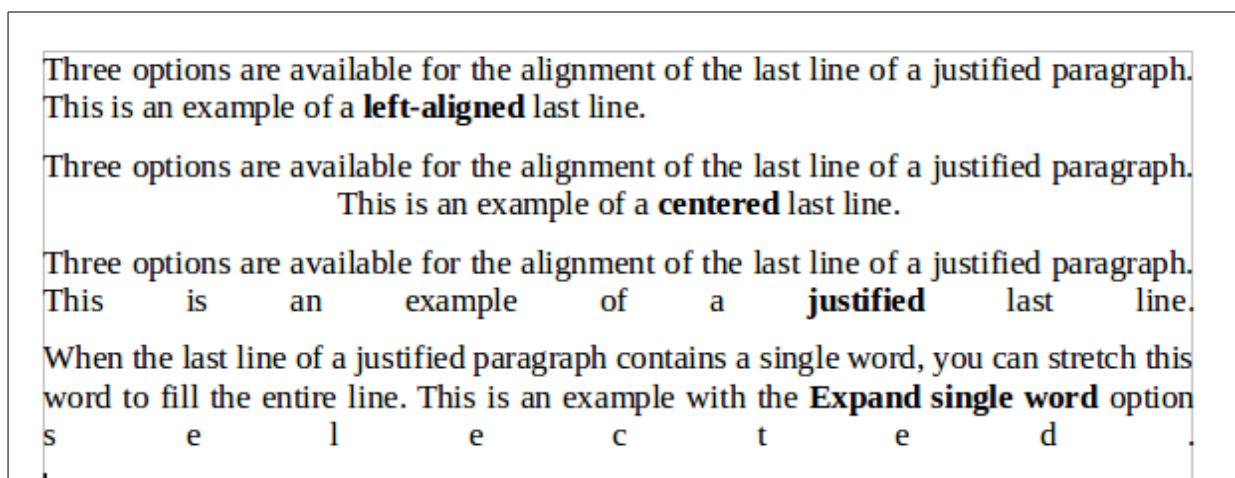 Three options are available for the alignment of the last line of a justified paragraph.
This is an example of a left-aligned last line.
Three options are available for the alignment of the last line of a justified paragraph.
This is an example of a centered last line.
Three options are available for the alignment of the last line of a justified paragraph.
This is an example of a justified last line.
When the last line of a justified paragraph contains a single word, you can stretch this
word to fill the entire line. This is an example with the Expand single word option
s e l e c t e d .